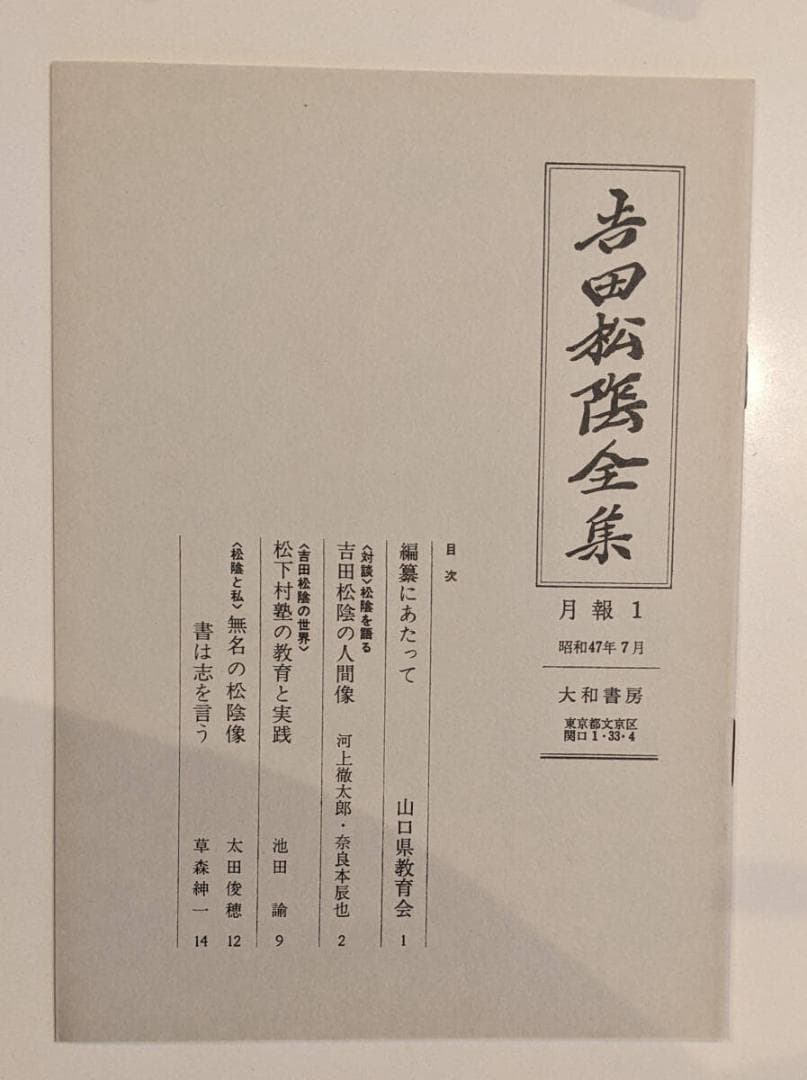 吉田松陰全集
月報1
昭和47年7月
大和書房
東京都文京区
関口1・33・4
目次
編纂にあたって 山口県教育会 1
〈対談〉松陰を語る
吉田松陰の人間像 河上徹太郎・奈良本辰也 2
〈吉田松陰の世界〉
松下村塾の教育と実践 池田諭 9
〈松陰と私〉無名の松陰像 太田俊穂 12
書は志を言う 草森紳一 14